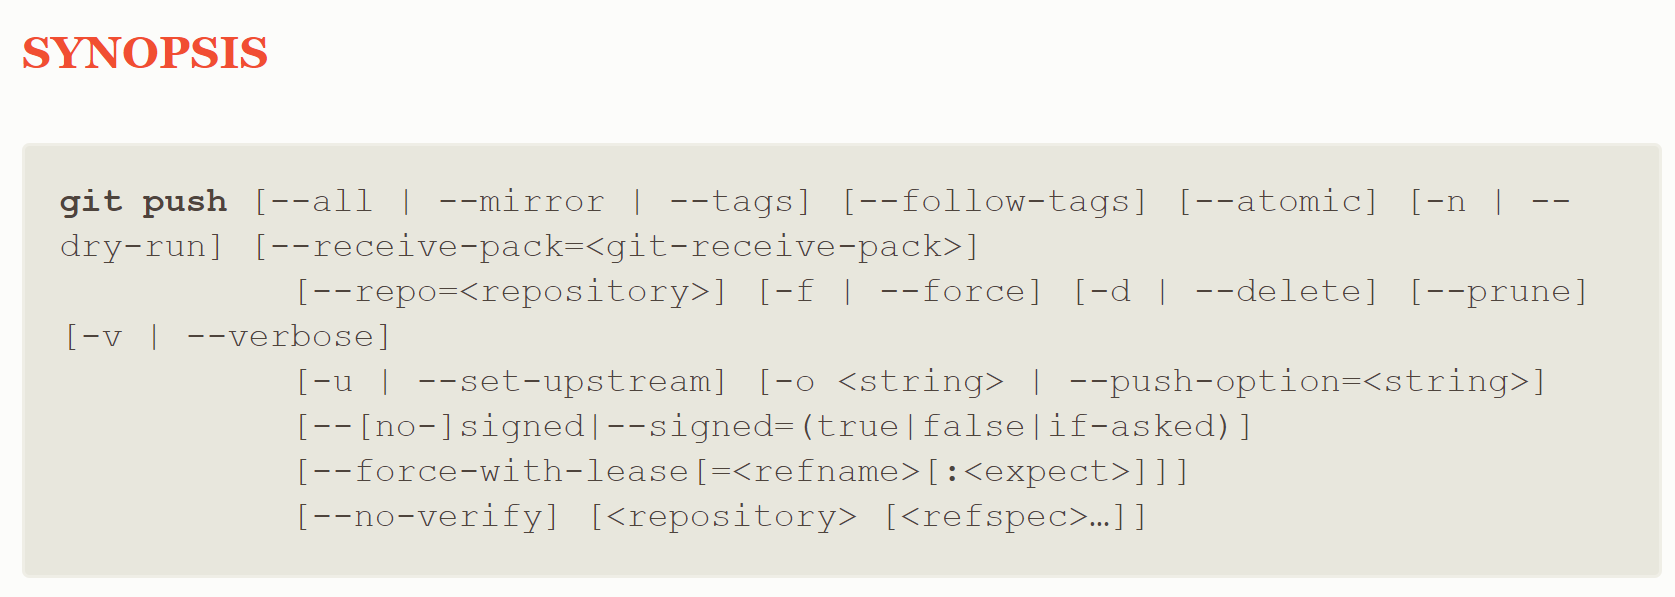 SYNOPSIS
git push [--all | --mirror | --tags] [--follow-tags] [--atomic] [-n | --
dry-run] [--receive-pack=<git-receive-pack>]
[--repo=<repository>] [-f | --force] [-d | --delete] [--prune]
[-v | --verbose]
[-u | --set-upstream] [-o <string> | --push-option=<string>]
[--[no-]signed|--signed=(true|false|if-asked)]
[--force-with-lease[=<refname>[:<expect>]]]
[--no-verify] [<repository> [<refspec>…]]